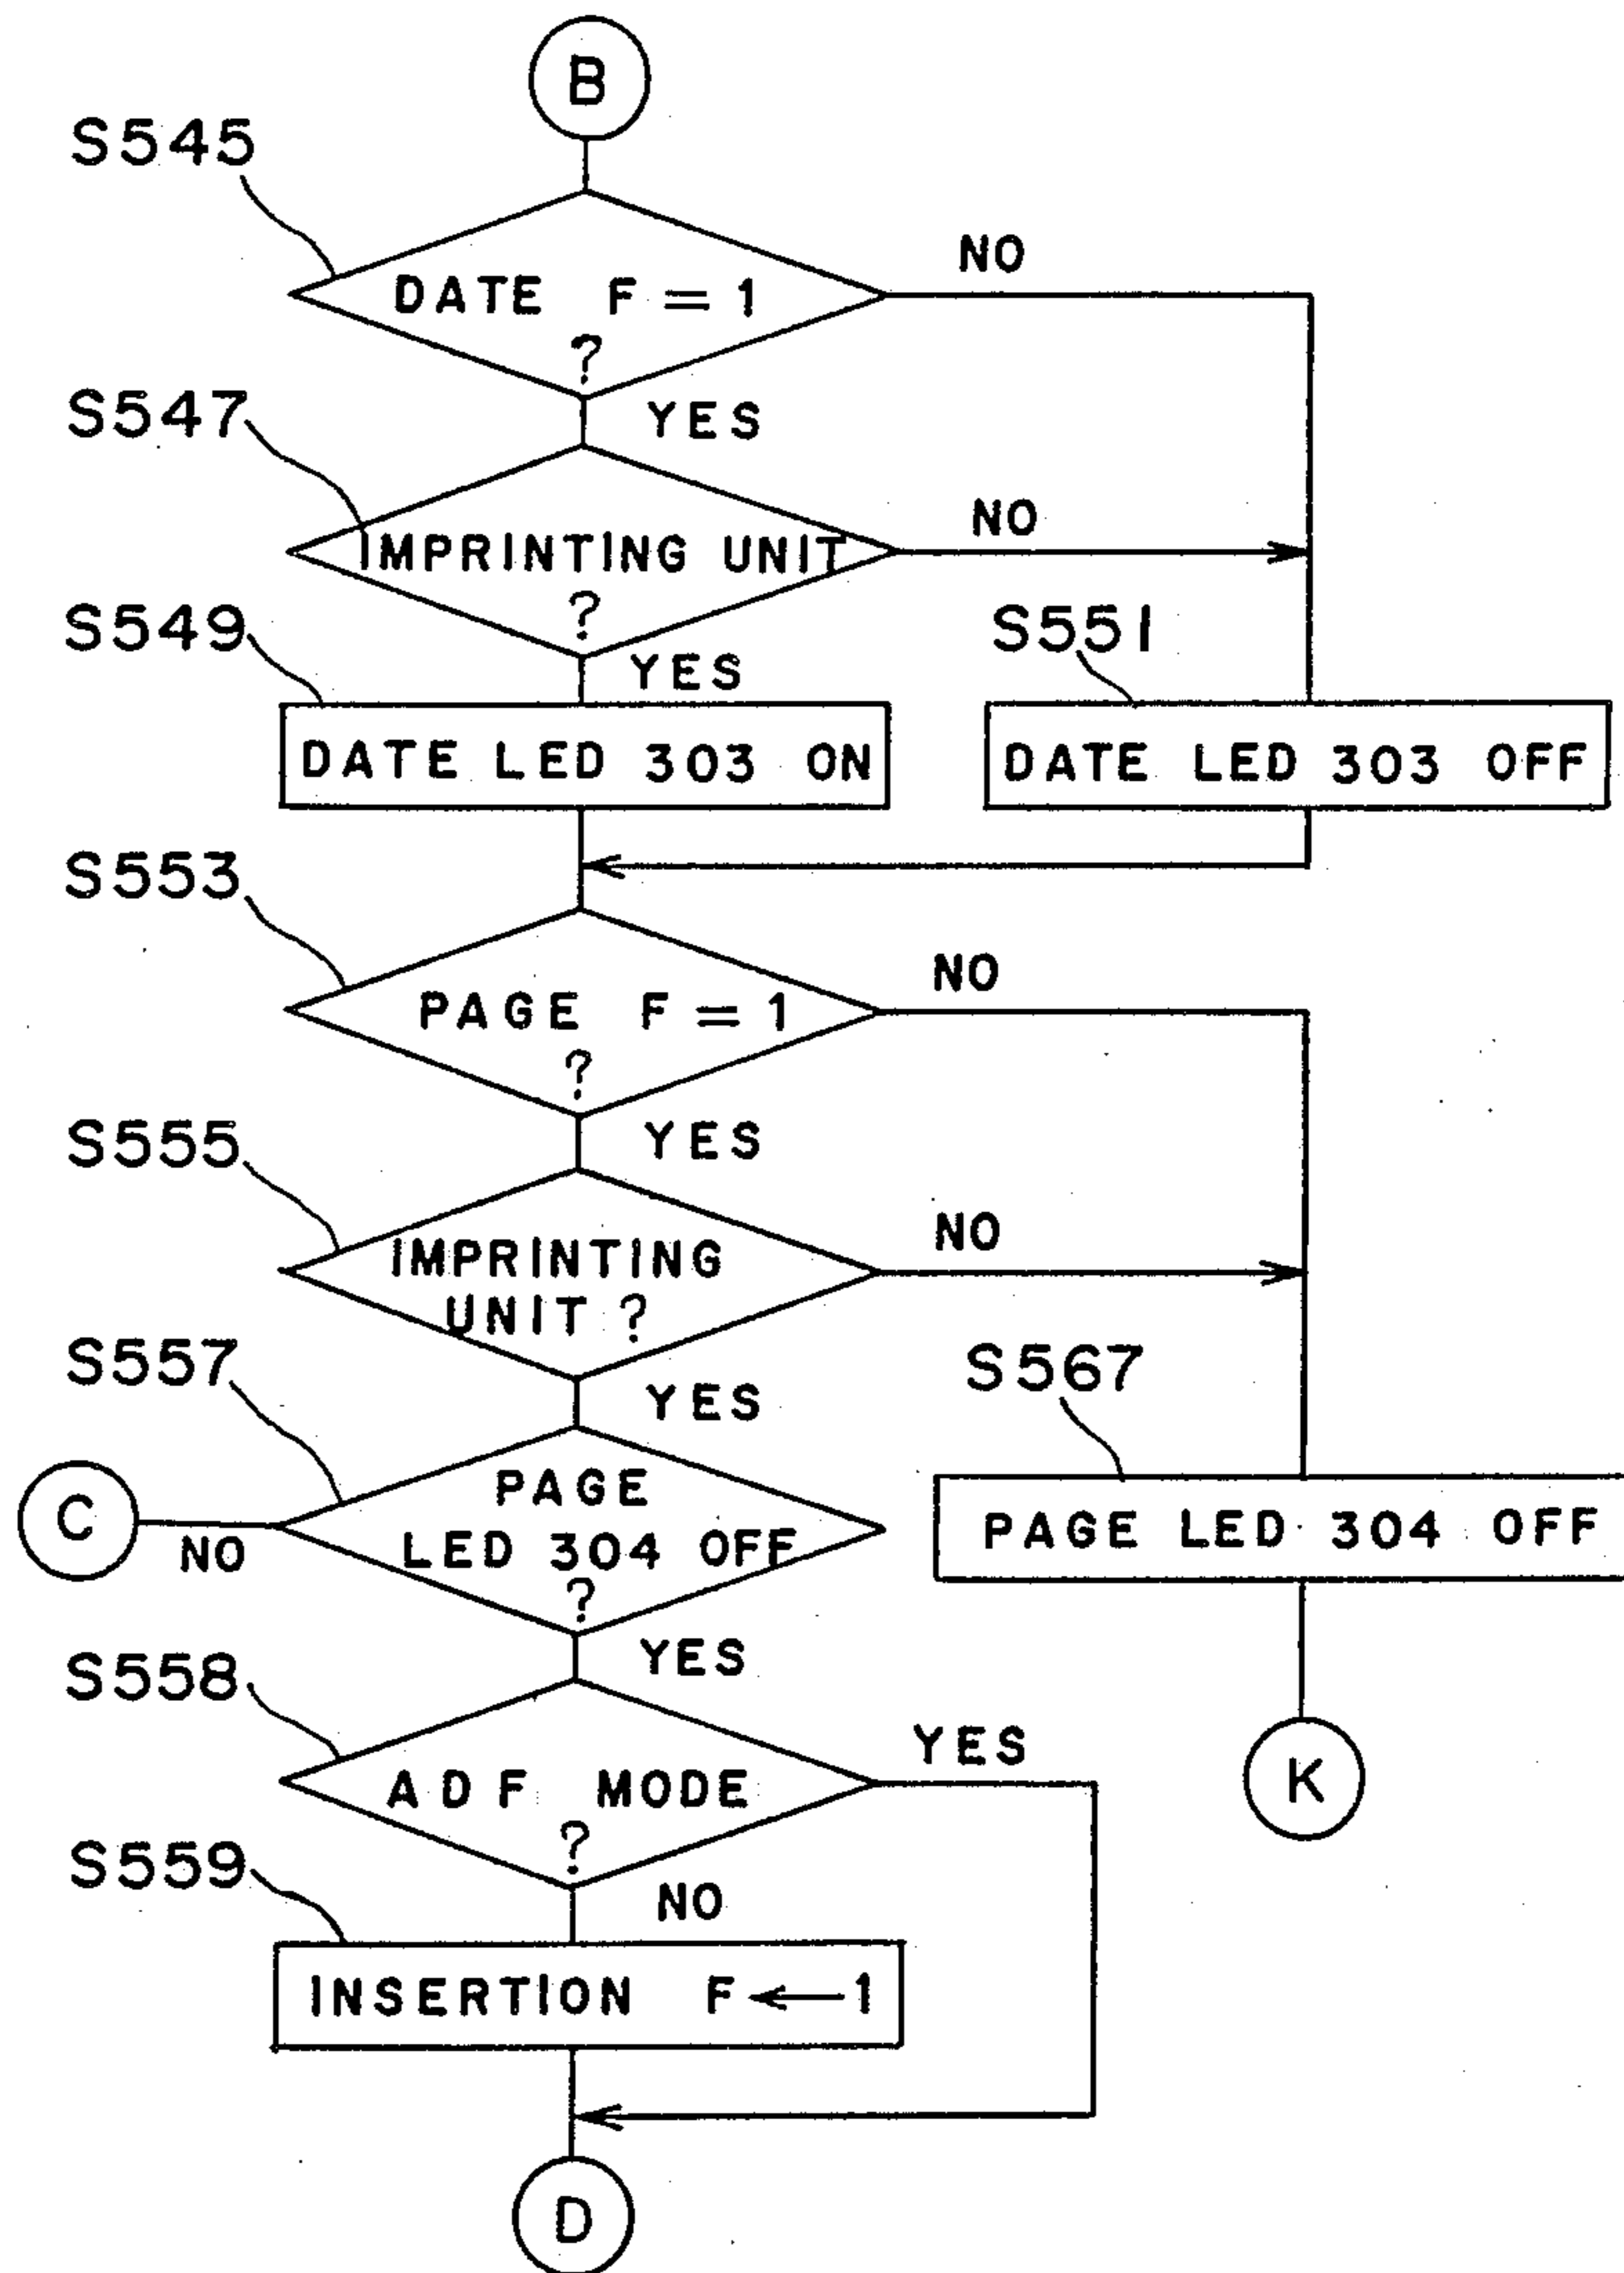 B
S545
DATE F = 1
?
NO
YES
S547
IMPRINTING UNIT
?
NO
YES
S549
DATE LED 303 ON
S551
DATE LED 303 OFF
S553
PAGE F = 1
?
NO
YES
S555
IMPRINTING
UNIT ?
NO
YES
S557
PAGE
LED 304 OFF
?
C
NO
YES
S567
PAGE LED 304 OFF
K
S558
ADF MODE
?
YES
NO
S559
INSERTION F ← 1
D